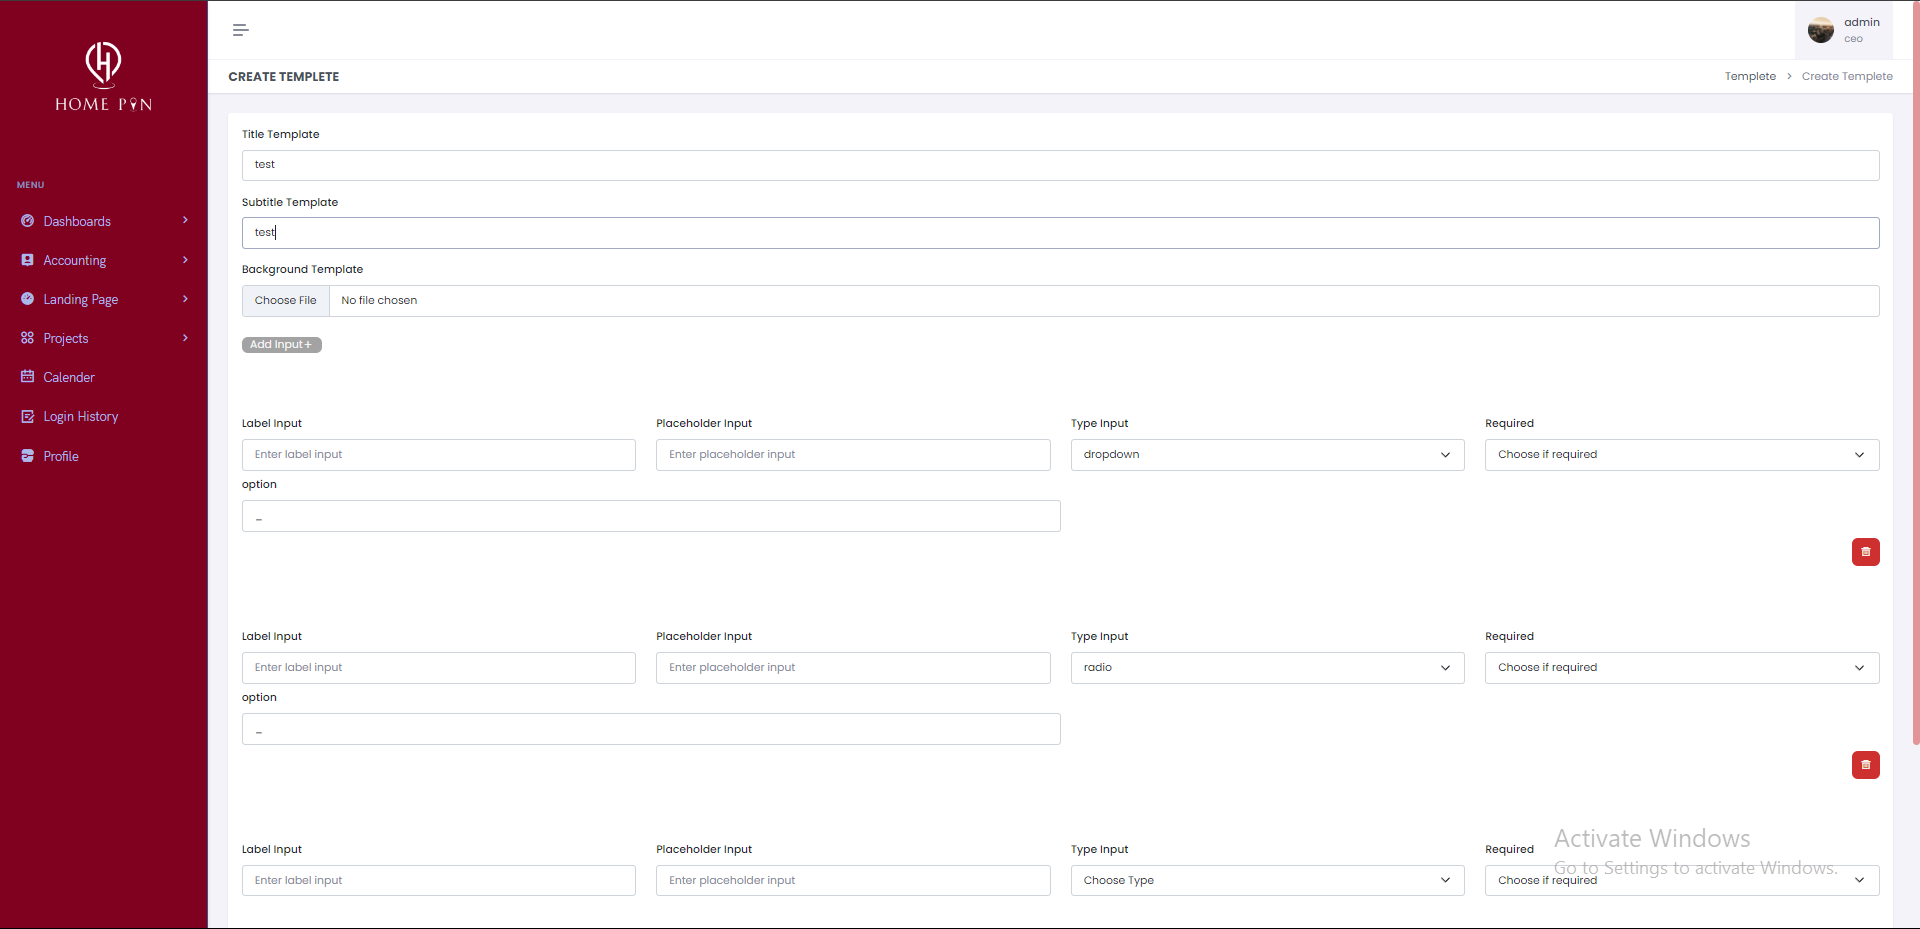 HOME PIN
admin
ceo
CREATE TEMPLETE
Templete > Create Templete
MENU
Dashboards
Accounting
Landing Page
Projects
Calender
Login History
Profile
Title Template
test
Subtitle Template
test
Background Template
Choose File No file chosen
Add Input+
Label Input Placeholder Input Type Input Required
Enter label input Enter placeholder input dropdown Choose if required
option
_
Label Input Placeholder Input Type Input Required
Enter label input Enter placeholder input radio Choose if required
option
_
Label Input Placeholder Input Type Input Required
Enter label input Enter placeholder input Choose Type Choose if required
Activate Windows
Go to Settings to activate Windows.